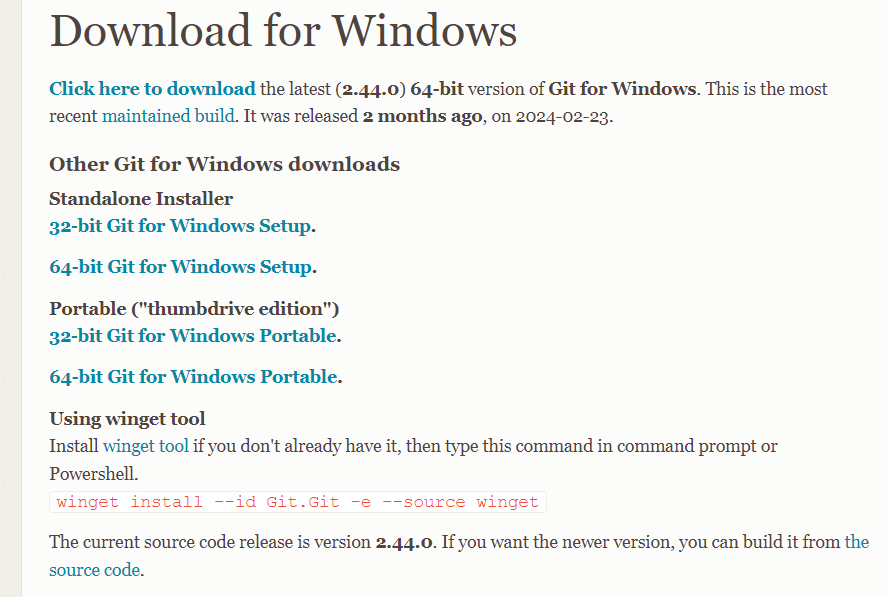 Download for Windows
Click here to download the latest (2.44.0) 64-bit version of Git for Windows. This is the most
recent maintained build. It was released 2 months ago, on 2024-02-23.
Other Git for Windows downloads
Standalone Installer
32-bit Git for Windows Setup.
64-bit Git for Windows Setup.
Portable ("thumbdrive edition")
32-bit Git for Windows Portable.
64-bit Git for Windows Portable.
Using winget tool
Install winget tool if you don't already have it, then type this command in command prompt or
Powershell.
winget install --id Git.Git -e --source winget
The current source code release is version 2.44.0. If you want the newer version, you can build it from the
source code.